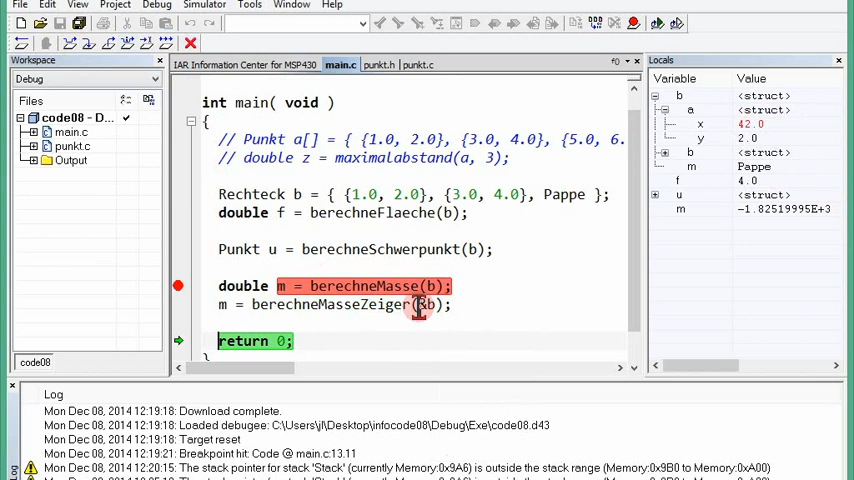 File Edit View Project Debug Simulator Tools Window Help
Workspace
Debug
Files
code08 - D...
main.c
punkt.c
Output
code08
IAR Information Center for MSP430 main.c punkt.h punkt.c f()
int main( void )
{
// Punkt a[] = { {1.0, 2.0}, {3.0, 4.0}, {5.0, 6.
// double z = maximalabstand(a, 3);
Rechteck b = { {1.0, 2.0}, {3.0, 4.0}, Pappe };
double f = berechneFlaeche(b);
Punkt u = berechneSchwerpunkt(b);
double m = berechneMasse(b);
m = berechneMasseZeiger(&b);
return 0;
}
Locals
Variable Value
b <struct>
a <struct>
x 42.0
y 2.0
b <struct>
m Pappe
f 4.0
u <struct>
m -1.82519995E+3
Log
Mon Dec 08, 2014 12:19:18: Download complete.
Mon Dec 08, 2014 12:19:18: Loaded debugee: C:\Users\jl\Desktop\infocode08\Debug\Exe\code08.d43
Mon Dec 08, 2014 12:19:18: Target reset
Mon Dec 08, 2014 12:19:21: Breakpoint hit: Code @ main.c:13.11
Mon Dec 08, 2014 12:20:15: The stack pointer for stack 'Stack' (currently Memory:0x9A6) is outside the stack range (Memory:0x9B0 to Memory:0xA00)
Log